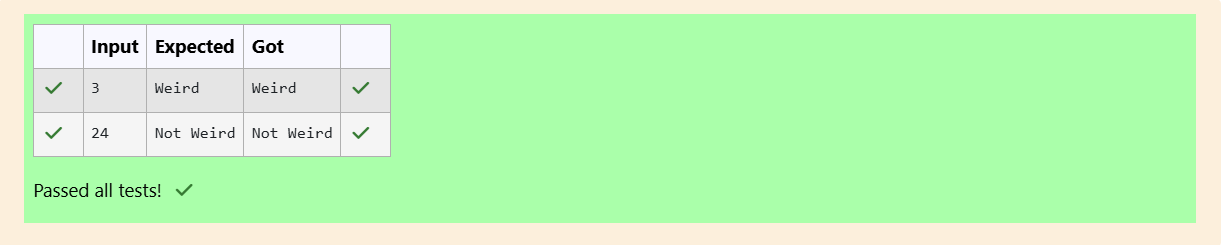 Input Expected Got
3 Weird Weird
24 Not Weird Not Weird
Passed all tests!